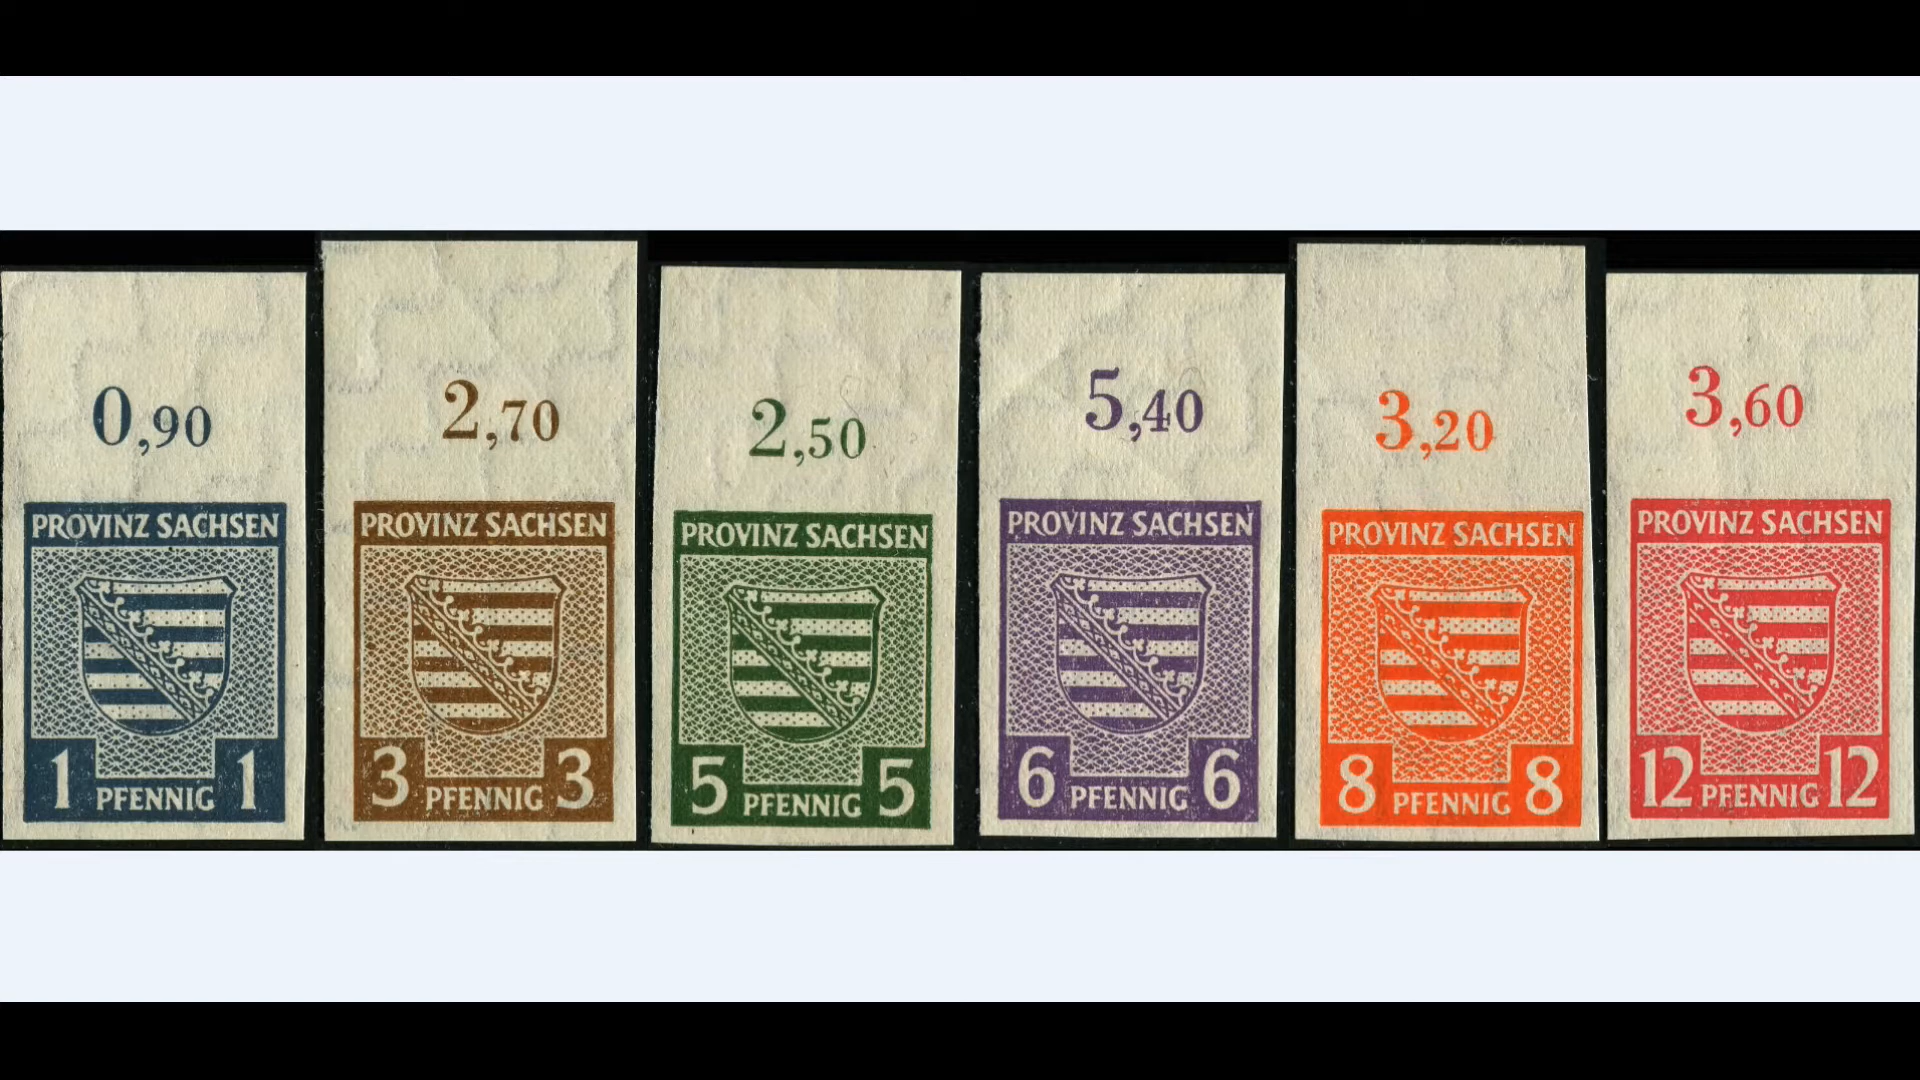 0,90
PROVINZ SACHSEN
1 PFENNIG 1
2,70
PROVINZ SACHSEN
3 PFENNIG 3
2,50
PROVINZ SACHSEN
5 PFENNIG 5
5,40
PROVINZ SACHSEN
6 PFENNIG 6
3,20
PROVINZ SACHSEN
8 PFENNIG 8
3,60
PROVINZ SACHSEN
12 PFENNIG 12